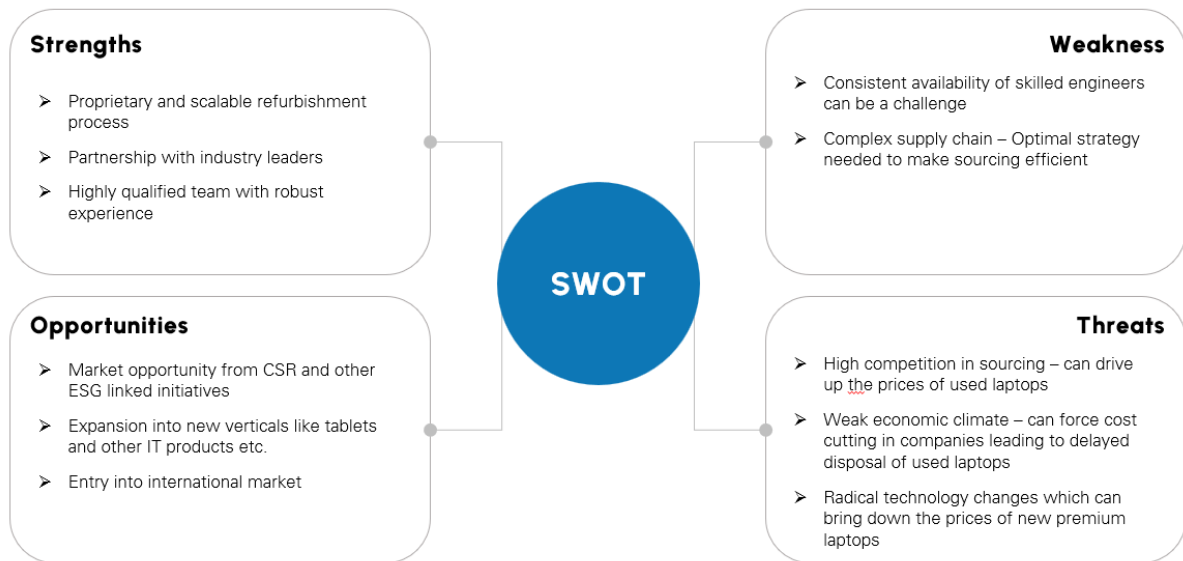 Strengths
➢ Proprietary and scalable refurbishment
process
➢ Partnership with industry leaders
➢ Highly qualified team with robust
experience
Weakness
➢ Consistent availability of skilled engineers
can be a challenge
➢ Complex supply chain – Optimal strategy
needed to make sourcing efficient
SWOT
Opportunities
➢ Market opportunity from CSR and other
ESG linked initiatives
➢ Expansion into new verticals like tablets
and other IT products etc.
➢ Entry into international market
Threats
➢ High competition in sourcing – can drive
up the prices of used laptops
➢ Weak economic climate – can force cost
cutting in companies leading to delayed
disposal of used laptops
➢ Radical technology changes which can
bring down the prices of new premium
laptops